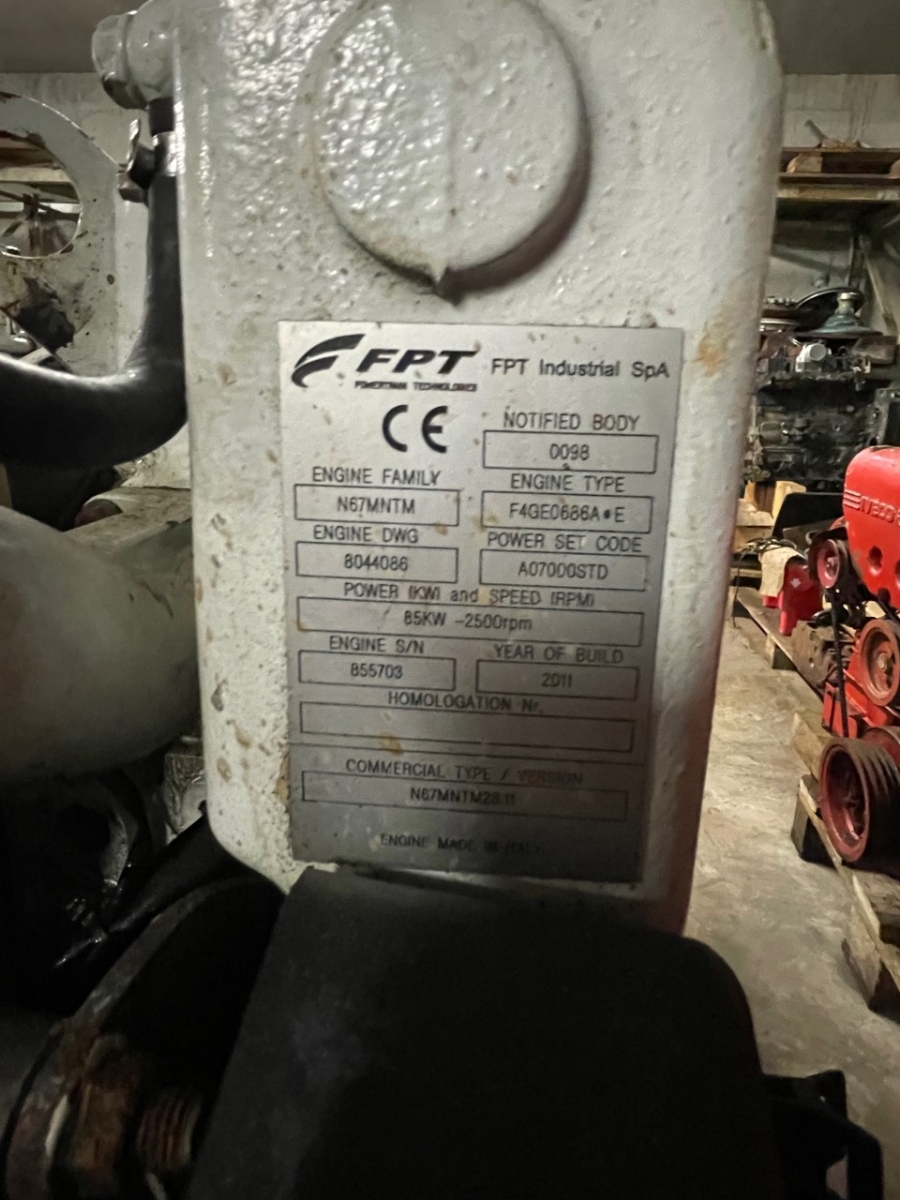 FPT FPT Industrial SpA
POWERTRAIN TECHNOLOGIES
CE
NOTIFIED BODY
0098
ENGINE FAMILY ENGINE TYPE
N67MNTM F4GE0686A*E
ENGINE DWG POWER SET CODE
8044086 A07000STD
POWER (KW) and SPEED (RPM)
85KW -2500rpm
ENGINE S/N YEAR OF BUILD
855703 2011
HOMOLOGATION Nr.
COMMERCIAL TYPE / VERSION
N67MNTM28.11
ENGINE MADE IN ITALY